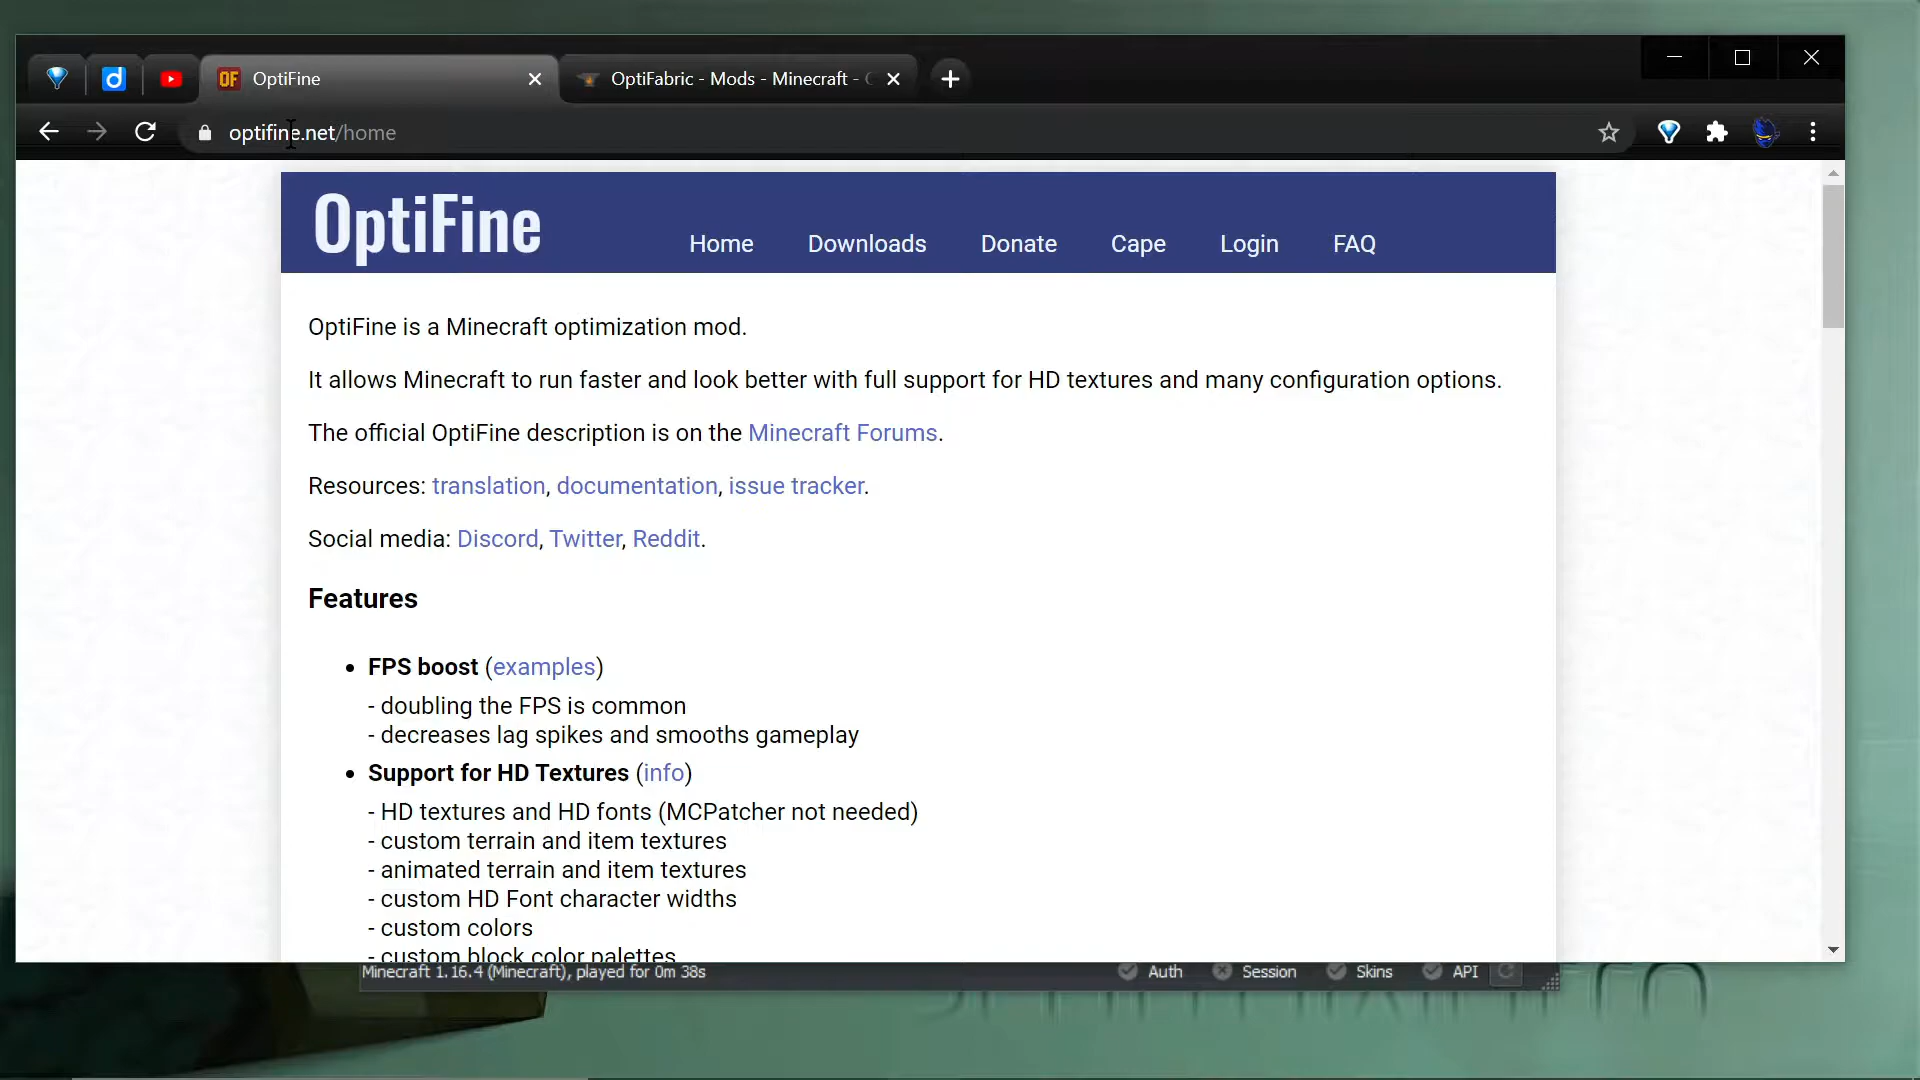 OF OptiFine
OptiFabric - Mods - Minecraft -
optifine.net/home
OptiFine
Home Downloads Donate Cape Login FAQ
OptiFine is a Minecraft optimization mod.
It allows Minecraft to run faster and look better with full support for HD textures and many configuration options.
The official OptiFine description is on the Minecraft Forums.
Resources: translation, documentation, issue tracker.
Social media: Discord, Twitter, Reddit.
Features
• FPS boost (examples)
- doubling the FPS is common
- decreases lag spikes and smooths gameplay
• Support for HD Textures (info)
- HD textures and HD fonts (MCPatcher not needed)
- custom terrain and item textures
- animated terrain and item textures
- custom HD Font character widths
- custom colors
- custom block color palettes
Minecraft 1.16.4 (Minecraft), played for 0m 38s Auth Session Skins API